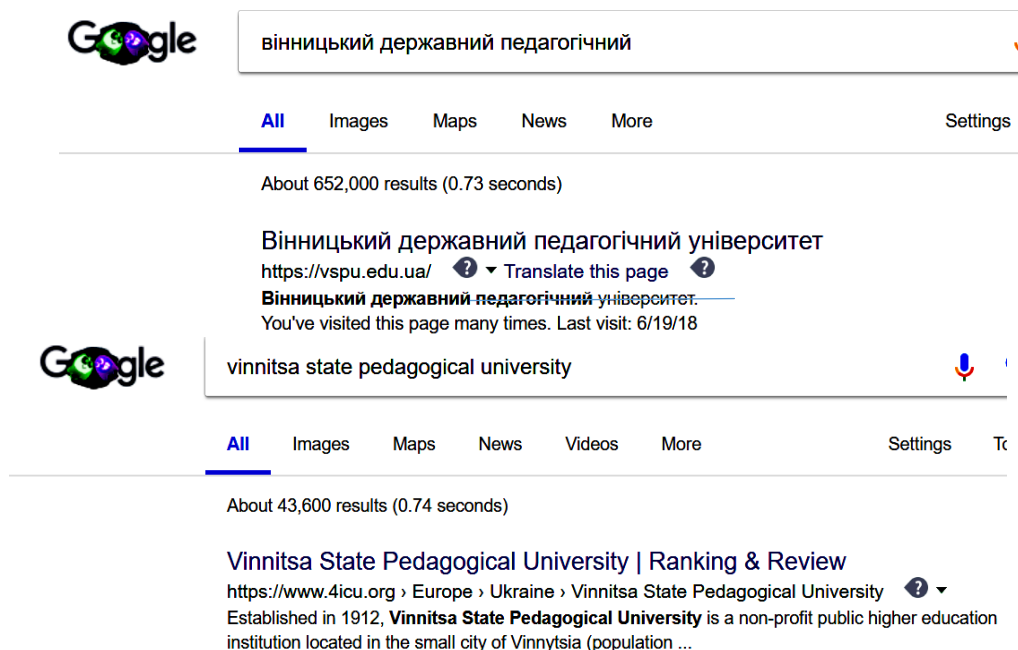 Google
вінницький державний педагогічний
All Images Maps News More Settings
About 652,000 results (0.73 seconds)
Вінницький державний педагогічний університет
https://vspu.edu.ua/ ? Translate this page ?
Вінницький державний педагогічний університет.
You've visited this page many times. Last visit: 6/19/18
Google
vinnitsa state pedagogical university
All Images Maps News Videos More Settings
About 43,600 results (0.74 seconds)
Vinnitsa State Pedagogical University | Ranking & Review
https://www.4icu.org › Europe › Ukraine › Vinnitsa State Pedagogical University ?
Established in 1912, Vinnitsa State Pedagogical University is a non-profit public higher education
institution located in the small city of Vinnytsia (population ...